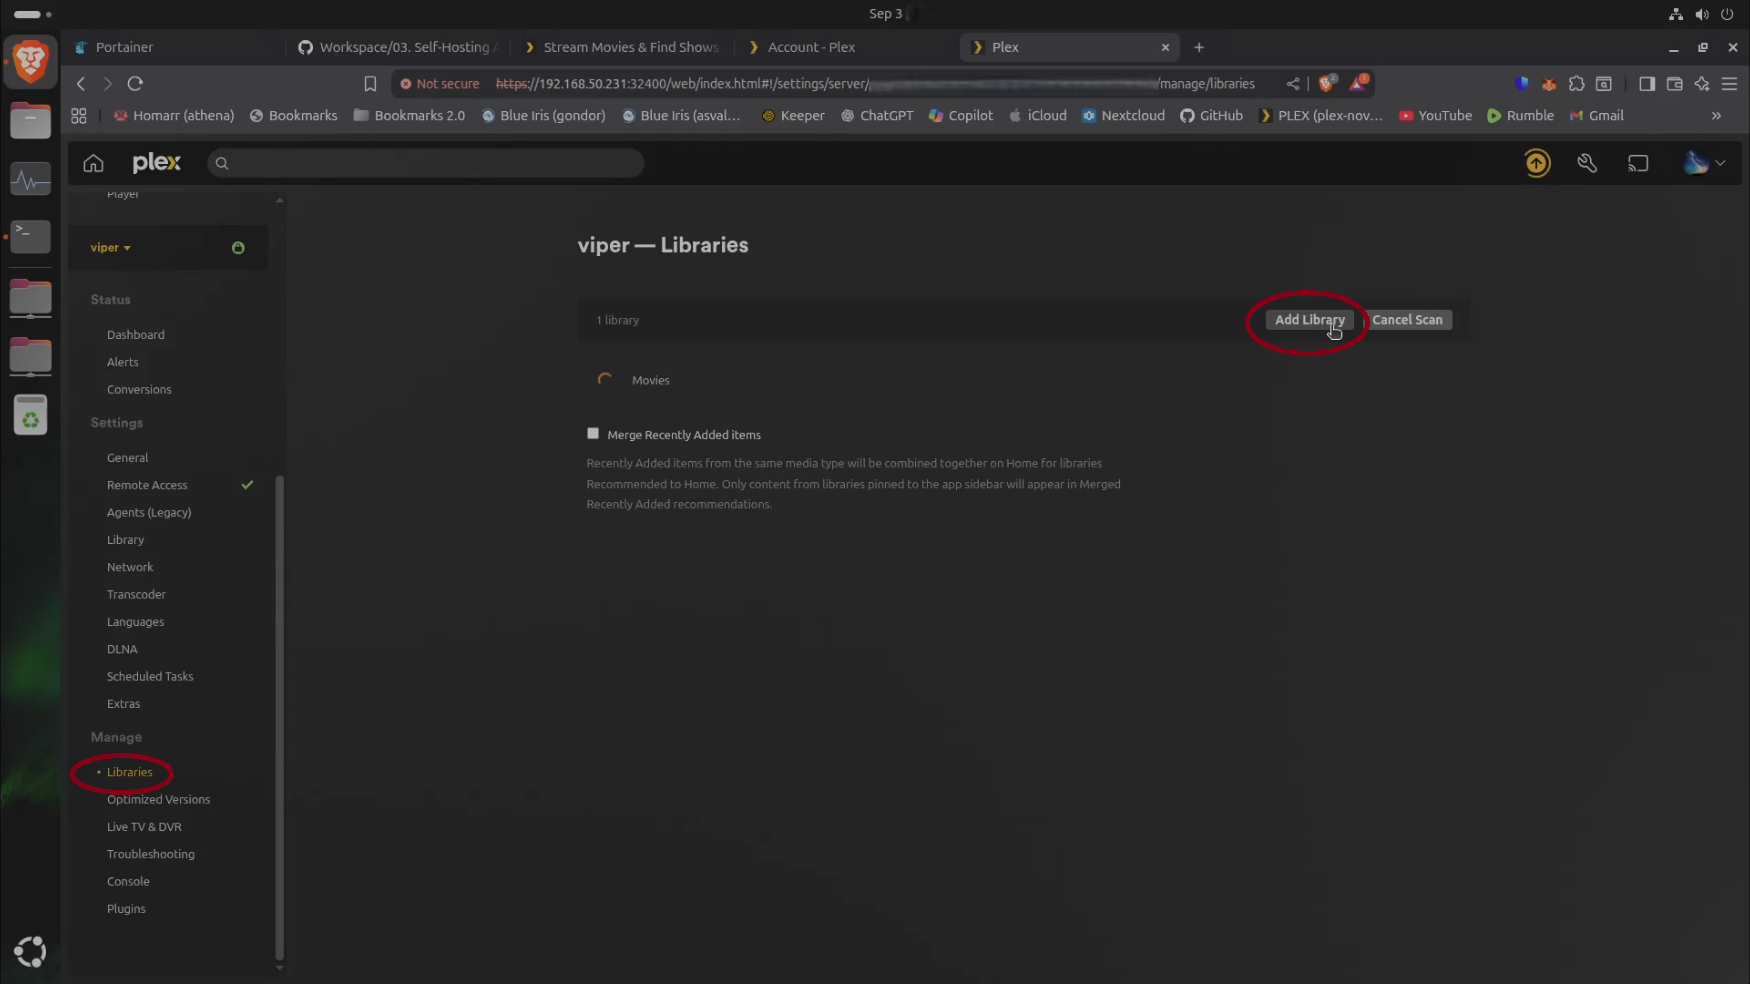 Sep 3
Portainer
Workspace/03. Self-Hosting A
Stream Movies & Find Shows
Account - Plex
Plex
Not secure https://192.168.50.231:32400/web/index.html#!/settings/server/ /manage/libraries
2
1
Homarr (athena)
Bookmarks
Bookmarks 2.0
Blue Iris (gondor)
Blue Iris (asval...
Keeper
ChatGPT
Copilot
iCloud
Nextcloud
GitHub
PLEX (plex-nov...
YouTube
Rumble
Gmail
plex
Player
viper
Status
Dashboard
Alerts
Conversions
Settings
General
Remote Access
Agents (Legacy)
Library
Network
Transcoder
Languages
DLNA
Scheduled Tasks
Extras
Manage
Libraries
Optimized Versions
Live TV & DVR
Troubleshooting
Console
Plugins
viper — Libraries
1 library
Add Library
Cancel Scan
Movies
Merge Recently Added items
Recently Added items from the same media type will be combined together on Home for libraries
Recommended to Home. Only content from libraries pinned to the app sidebar will appear in Merged
Recently Added recommendations.